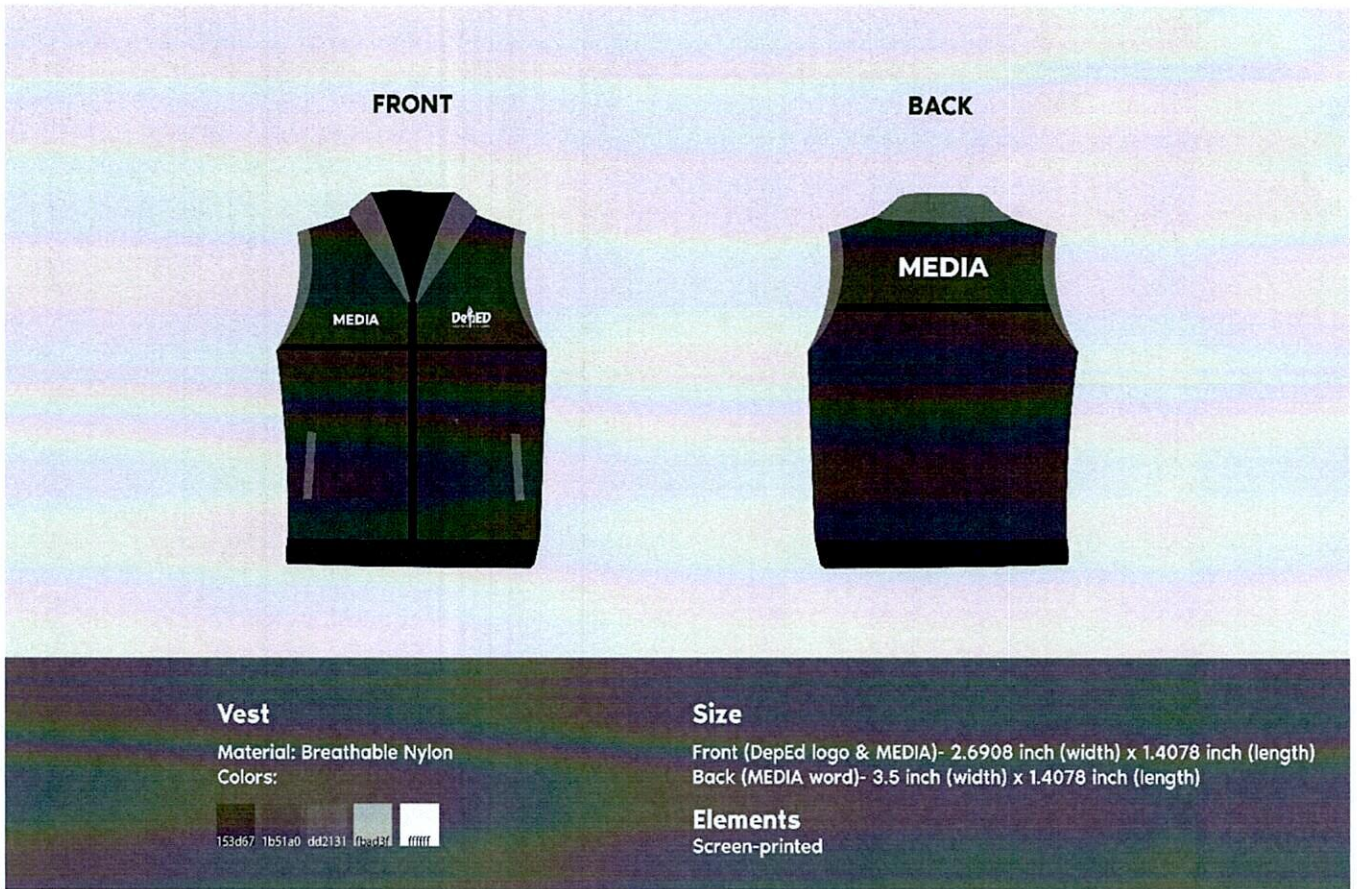 FRONT
BACK
MEDIA
DepED
MEDIA
Vest
Material: Breathable Nylon
Colors:
153d67 1b51a0 dd2131 fbad3f ffffff
Size
Front (DepEd logo & MEDIA)- 2.6908 inch (width) x 1.4078 inch (length)
Back (MEDIA word)- 3.5 inch (width) x 1.4078 inch (length)
Elements
Screen-printed